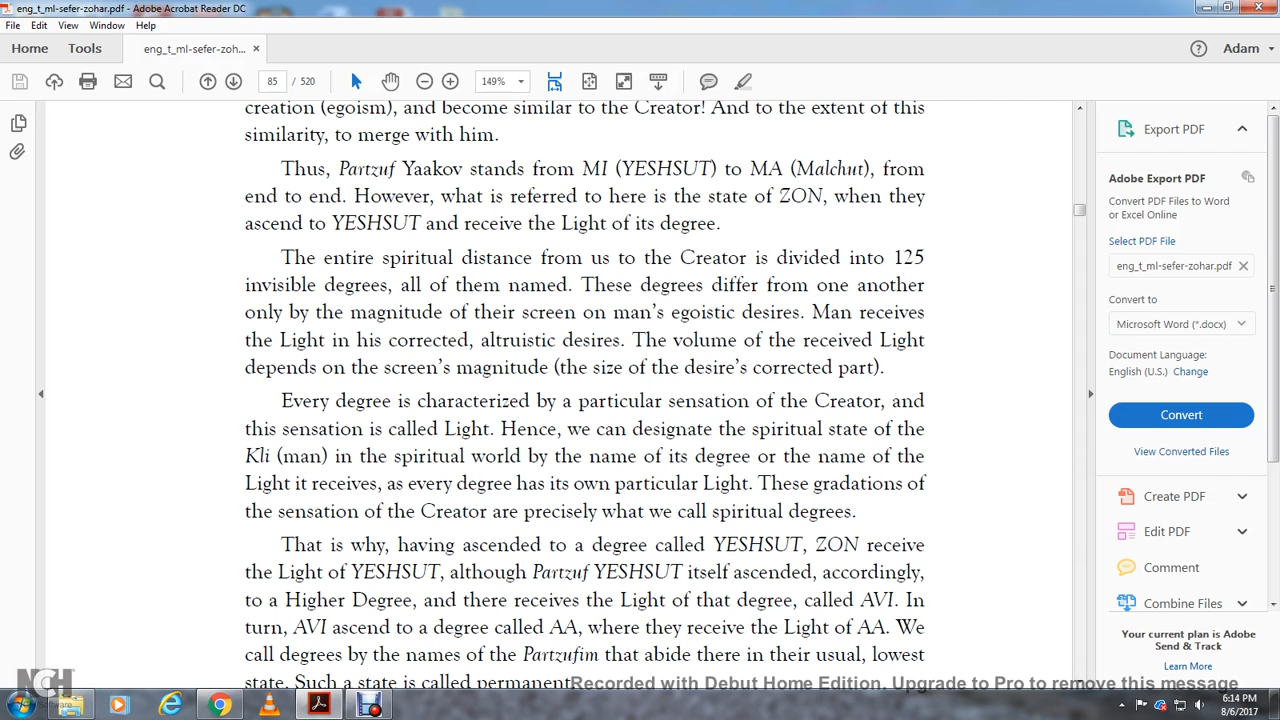 eng_t_ml-sefer-zohar.pdf - Adobe Acrobat Reader DC
File Edit View Window Help
Home Tools eng_t_ml-sefer-zoh... × Adam
85 / 520 149%
creation (egoism), and become similar to the Creator! And to the extent of this
similarity, to merge with him.
Thus, Partzuf Yaakov stands from MI (YESHSUT) to MA (Malchut), from
end to end. However, what is referred to here is the state of ZON, when they
ascend to YESHSUT and receive the Light of its degree.
The entire spiritual distance from us to the Creator is divided into 125
invisible degrees, all of them named. These degrees differ from one another
only by the magnitude of their screen on man's egoistic desires. Man receives
the Light in his corrected, altruistic desires. The volume of the received Light
depends on the screen's magnitude (the size of the desire's corrected part).
Every degree is characterized by a particular sensation of the Creator, and
this sensation is called Light. Hence, we can designate the spiritual state of the
Kli (man) in the spiritual world by the name of its degree or the name of the
Light it receives, as every degree has its own particular Light. These gradations of
the sensation of the Creator are precisely what we call spiritual degrees.
That is why, having ascended to a degree called YESHSUT, ZON receive
the Light of YESHSUT, although Partzuf YESHSUT itself ascended, accordingly,
to a Higher Degree, and there receives the Light of that degree, called AVI. In
turn, AVI ascend to a degree called AA, where they receive the Light of AA. We
call degrees by the names of the Partzufim that abide there in their usual, lowest
state. Such a state is called permanent
Export PDF
Adobe Export PDF
Convert PDF Files to Word
or Excel Online
Select PDF File
eng_t_ml-sefer-zohar.pdf
Convert to
Microsoft Word (*.docx)
Document Language:
English (U.S.) Change
Convert
View Converted Files
Create PDF
Edit PDF
Comment
Combine Files
Your current plan is Adobe
Send & Track
Learn More
NCH
Software
Recorded with Debut Home Edition. Upgrade to Pro to remove this message
6:14 PM
8/6/2017